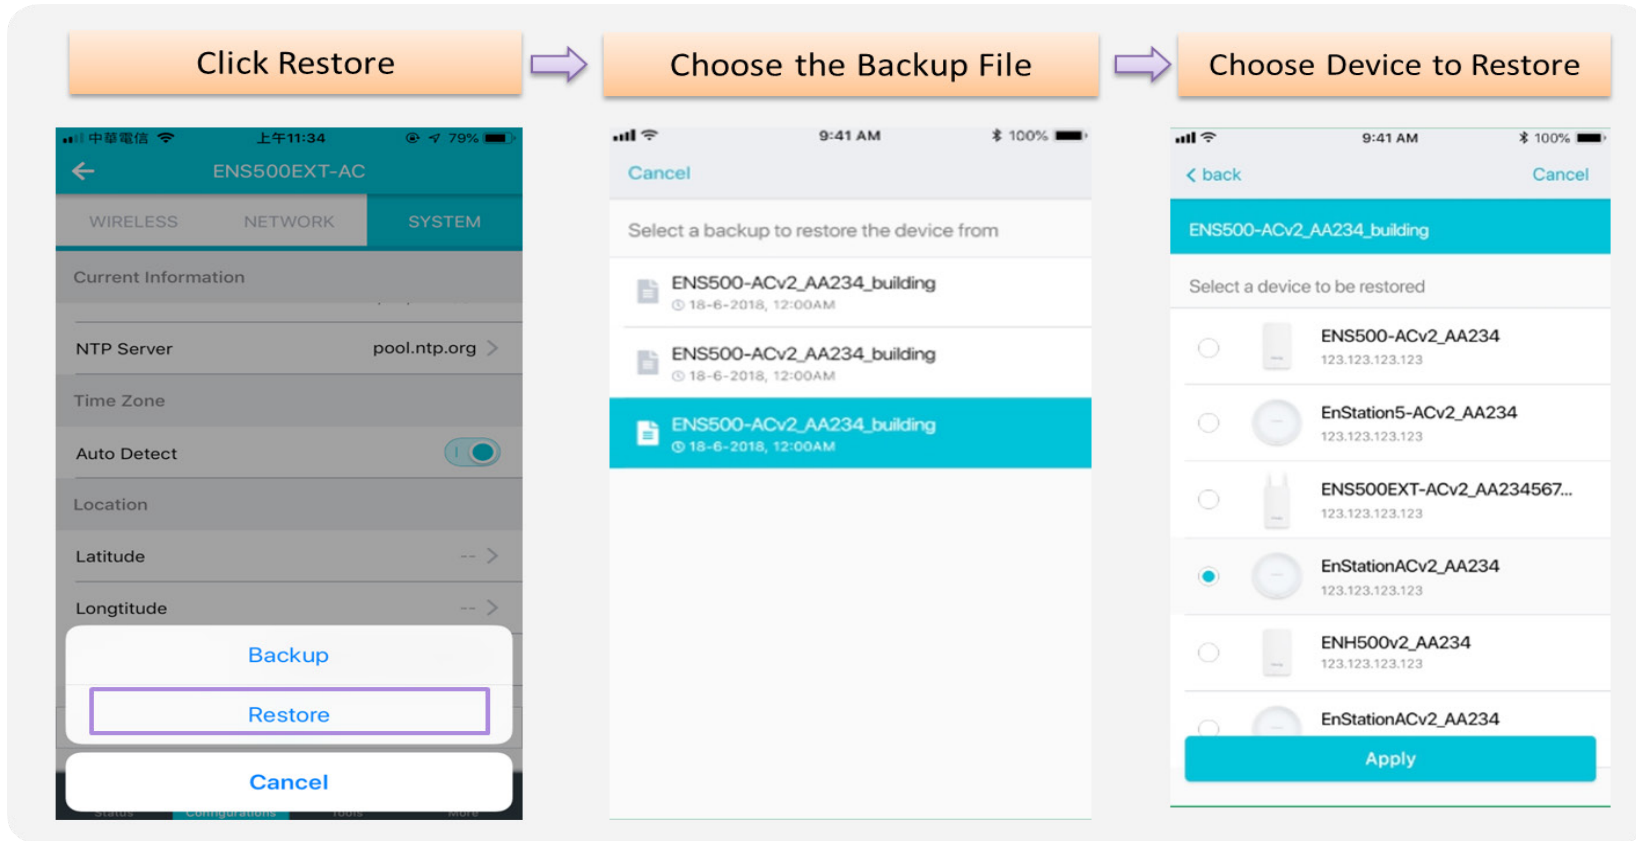 Click Restore
Choose the Backup File
Choose Device to Restore
中華電信 上午11:34 79%
ENS500EXT-AC
WIRELESS NETWORK SYSTEM
Current Information
NTP Server pool.ntp.org
Time Zone
Auto Detect
Location
Latitude --
Longtitude --
Backup
Restore
Cancel
Status Configurations Tools More
9:41 AM 100%
Cancel
Select a backup to restore the device from
ENS500-ACv2_AA234_building
18-6-2018, 12:00AM
ENS500-ACv2_AA234_building
18-6-2018, 12:00AM
ENS500-ACv2_AA234_building
18-6-2018, 12:00AM
9:41 AM 100%
back Cancel
ENS500-ACv2_AA234_building
Select a device to be restored
ENS500-ACv2_AA234
123.123.123.123
EnStation5-ACv2_AA234
123.123.123.123
ENS500EXT-ACv2_AA234567...
123.123.123.123
EnStationACv2_AA234
123.123.123.123
ENH500v2_AA234
123.123.123.123
EnStationACv2_AA234
Apply